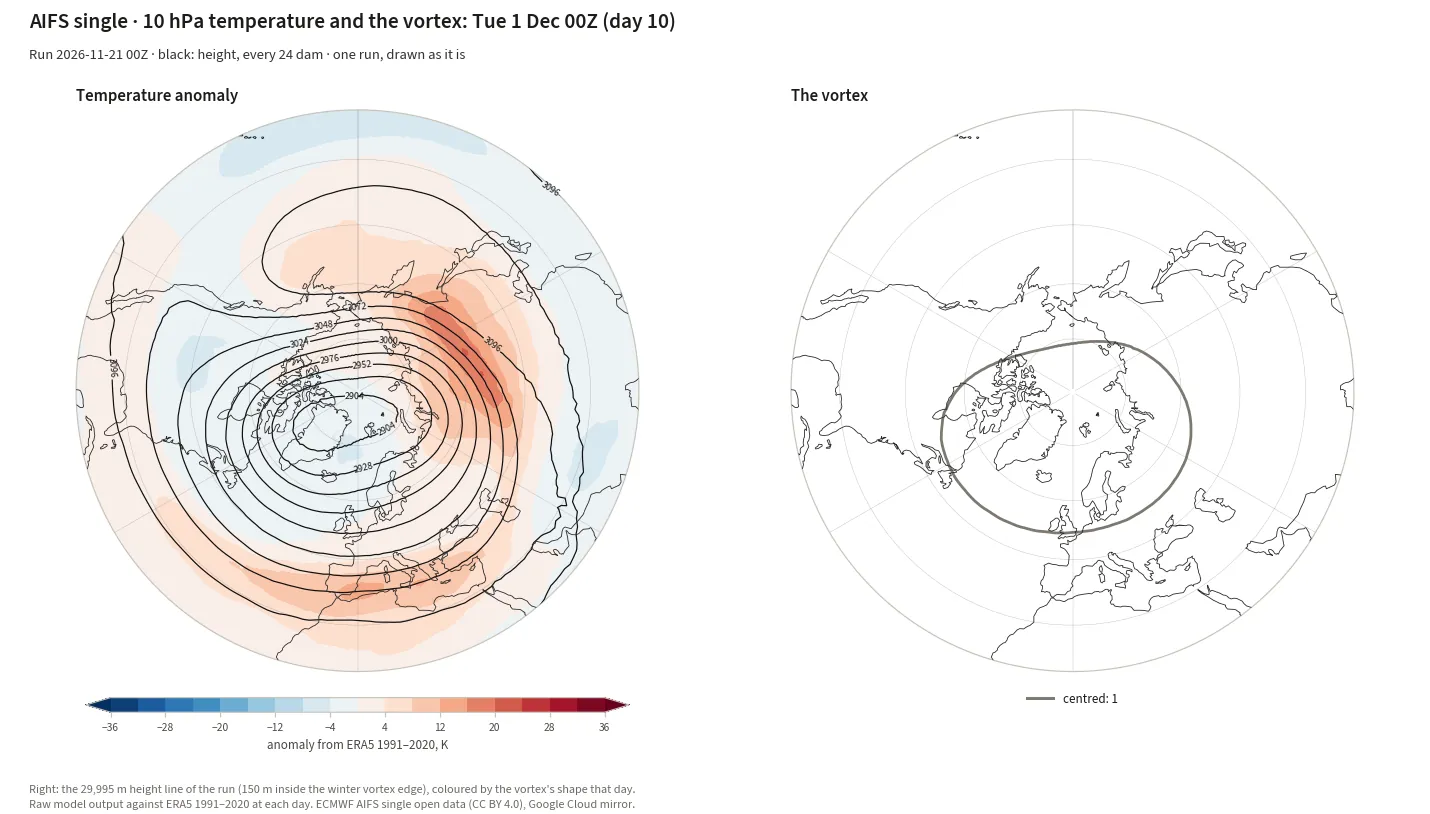 AIFS single · 10 hPa temperature and the vortex: Tue 1 Dec 00Z (day 10)
Run 2026-11-21 00Z · black: height, every 24 dam · one run, drawn as it is
Temperature anomaly
The vortex
3096
3072
3048
3024
3000
3096
2976
2952
3096
2904
2904
2928
−36 −28 −20 −12 −4 4 12 20 28 36
anomaly from ERA5 1991–2020, K
centred: 1
Right: the 29,995 m height line of the run (150 m inside the winter vortex edge), coloured by the vortex's shape that day.
Raw model output against ERA5 1991–2020 at each day. ECMWF AIFS single open data (CC BY 4.0), Google Cloud mirror.